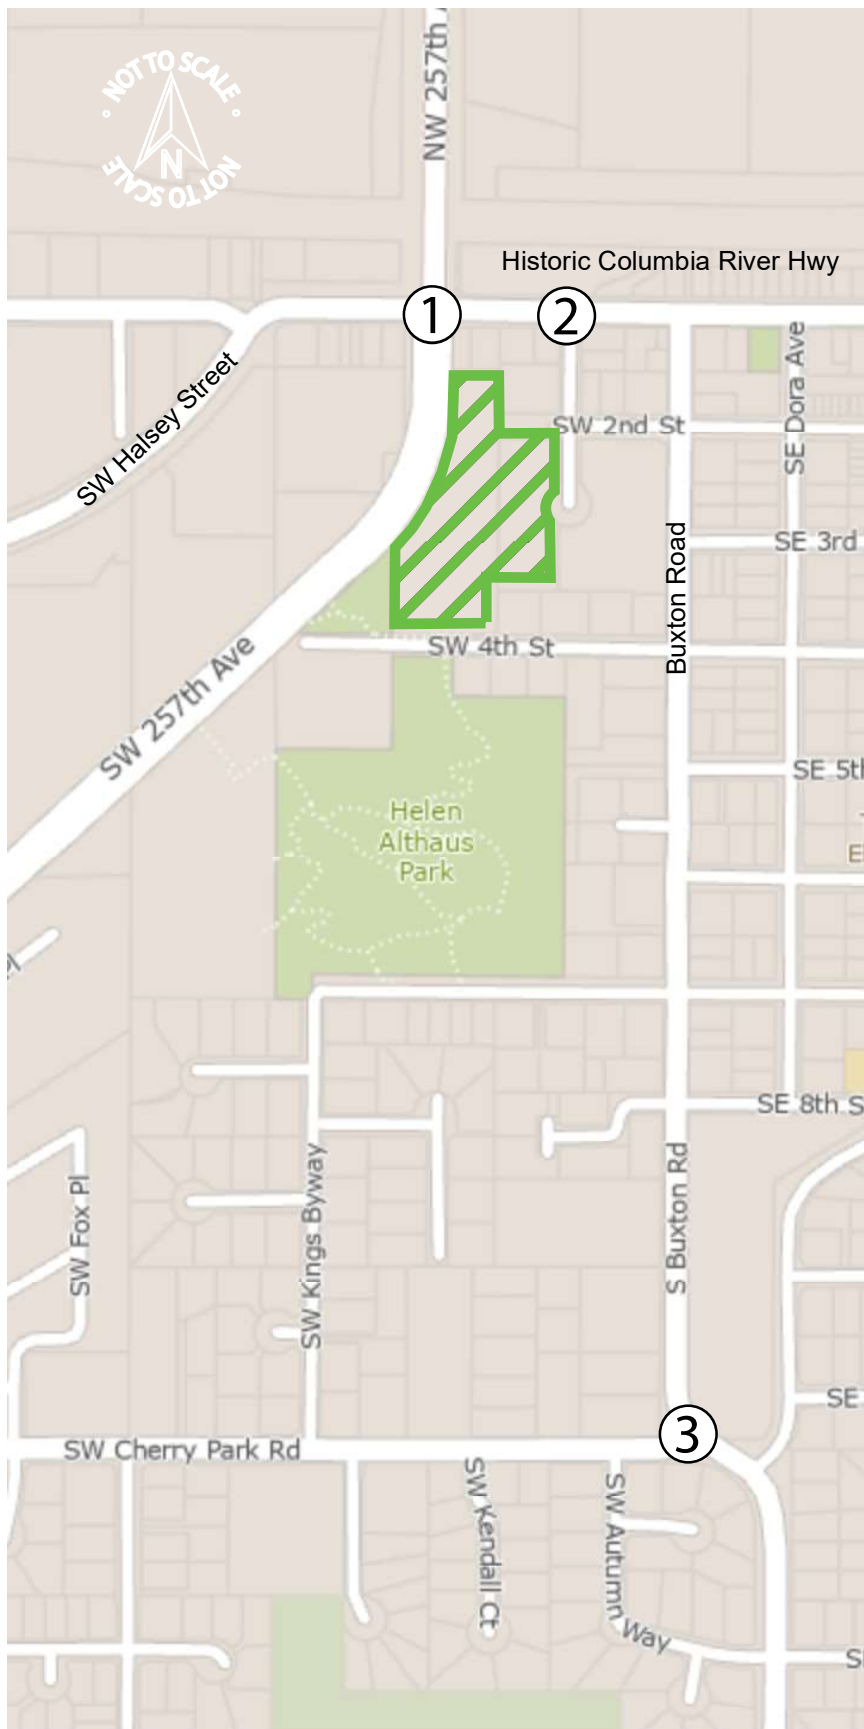 NOT TO SCALE
N
NOT TO SCALE
NW 257th
Historic Columbia River Hwy
1
2
SW Halsey Street
SW 2nd St
SE Dora Ave
SE 3rd
Buxton Road
SW 4th St
SW 257th Ave
SE 5th
Helen
Althaus
Park
Pl
SE 8th S
SW Fox Pl
SW Kings Byway
S Buxton Rd
SE
3
SW Cherry Park Rd
SW Kendall Ct
SW Autumn Way